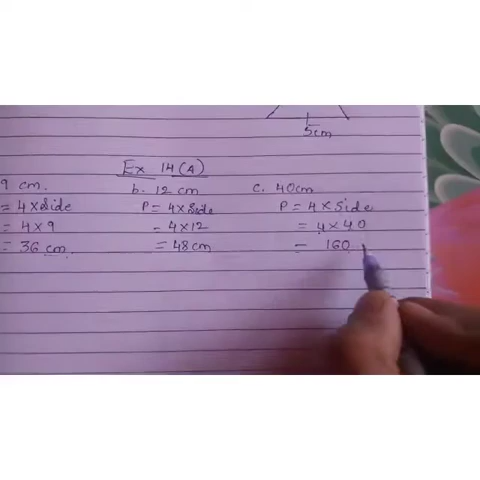 5cm
Ex 14(A)
9 cm.
= 4×Side
= 4×9
= 36 cm
b. 12 cm
P = 4×Side
- 4×12
= 48cm
c. 40cm
P = 4×Side
= 4×40
- 160